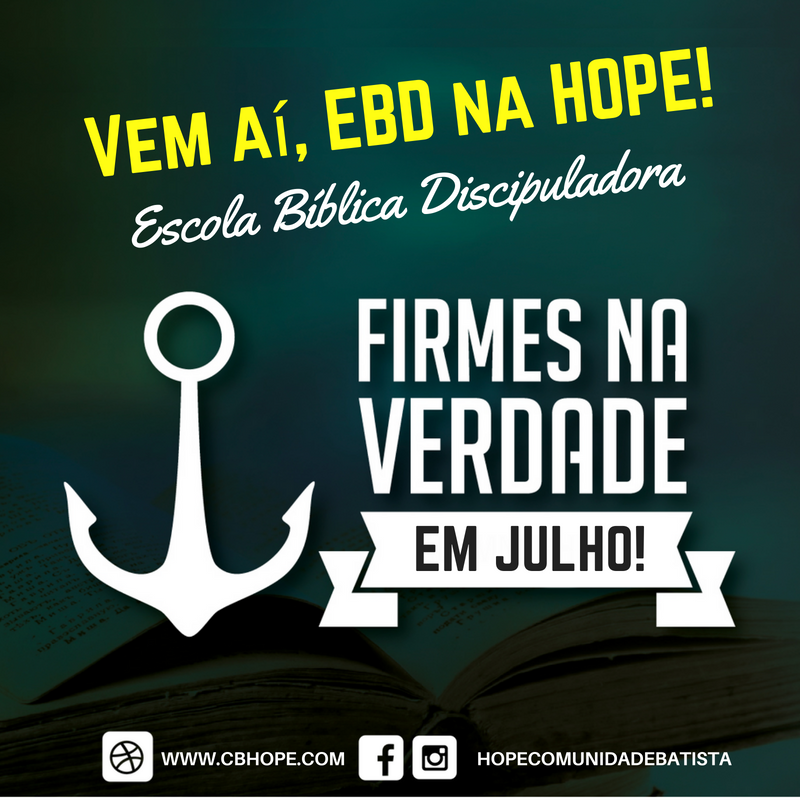 Vem aí, EBD na HOPE!
Escola Bíblica Discipuladora
FIRMES NA
VERDADE
EM JULHO!
WWW.CBHOPE.COM HOPECOMUNIDADEBATISTA